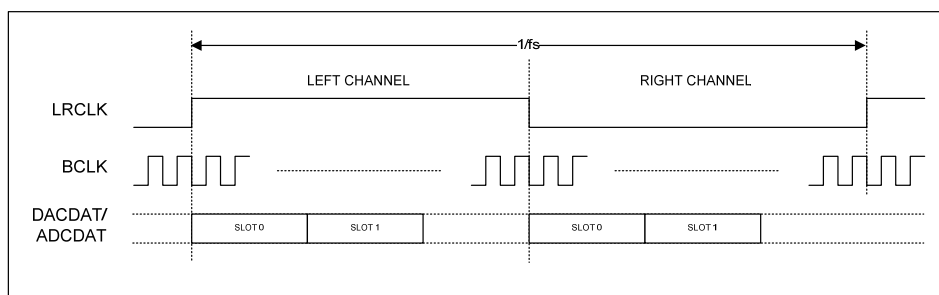 1/fs
LEFT CHANNEL RIGHT CHANNEL
LRCLK
BCLK
DACDAT/
ADCDAT
SLOT 0 SLOT 1 SLOT 0 SLOT 1